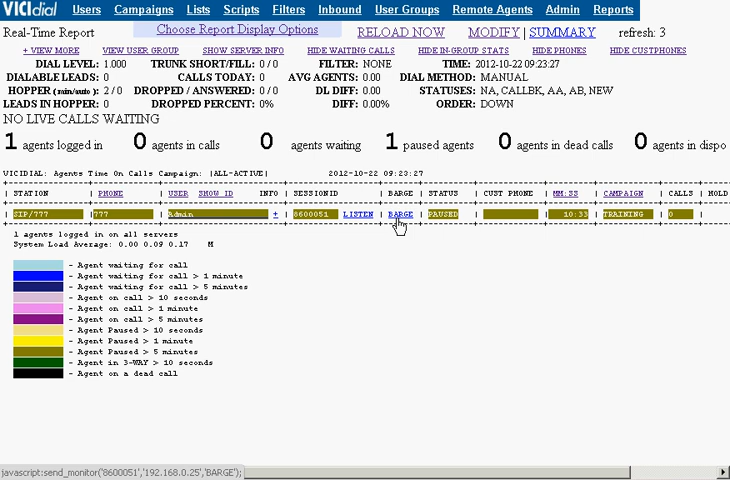 VICIdial Users Campaigns Lists Scripts Filters Inbound User Groups Remote Agents Admin Reports
Real-Time Report Choose Report Display Options RELOAD NOW MODIFY | SUMMARY refresh: 3
+ VIEW MORE VIEW USER GROUP SHOW SERVER INFO HIDE WAITING CALLS HIDE IN-GROUP STATS HIDE PHONES HIDE CUSTPHONES
DIAL LEVEL: 1.000 TRUNK SHORT/FILL: 0 / 0 FILTER: NONE TIME: 2012-10-22 09:23:27
DIALABLE LEADS: 0 CALLS TODAY: 0 AVG AGENTS: 0.00 DIAL METHOD: MANUAL
HOPPER ( min/auto ): 2 / 0 DROPPED / ANSWERED: 0 / 0 DL DIFF: 0.00 STATUSES: NA, CALLBK, AA, AB, NEW
LEADS IN HOPPER: 0 DROPPED PERCENT: 0% DIFF: 0.00% ORDER: DOWN
NO LIVE CALLS WAITING
1 agents logged in 0 agents in calls 0 agents waiting 1 paused agents 0 agents in dead calls 0 agents in dispo
VICIDIAL: Agents Time On Calls Campaign: |ALL-ACTIVE| 2012-10-22 09:23:27
| STATION | PHONE | USER SHOW ID INFO | SESSIONID | BARGE | STATUS | CUST PHONE | MM:SS | CAMPAIGN | CALLS | HOLD
| SIP/777 | 777 | Admin + | 8600051 LISTEN | BARGE | PAUSED | | 10:33 | TRAINING | 0 |
1 agents logged in on all servers
System Load Average: 0.00 0.09 0.17 M
- Agent waiting for call
- Agent waiting for call > 1 minute
- Agent waiting for call > 5 minutes
- Agent on call > 10 seconds
- Agent on call > 1 minute
- Agent on call > 5 minutes
- Agent Paused > 10 seconds
- Agent Paused > 1 minute
- Agent Paused > 5 minutes
- Agent in 3-WAY > 10 seconds
- Agent on a dead call
javascript:send_monitor('8600051','192.168.0.25','BARGE');